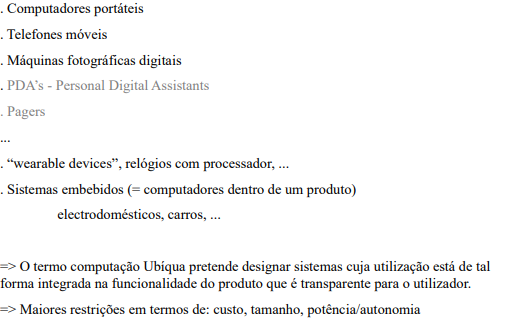 . Computadores portáteis
. Telefones móveis
. Máquinas fotográficas digitais
. PDA's - Personal Digital Assistants
. Pagers
...
. “wearable devices”, relógios com processador, ...
. Sistemas embebidos (= computadores dentro de um produto)
electrodomésticos, carros, ...
=> O termo computação Ubíqua pretende designar sistemas cuja utilização está de tal
forma integrada na funcionalidade do produto que é transparente para o utilizador.
=> Maiores restrições em termos de: custo, tamanho, potência/autonomia